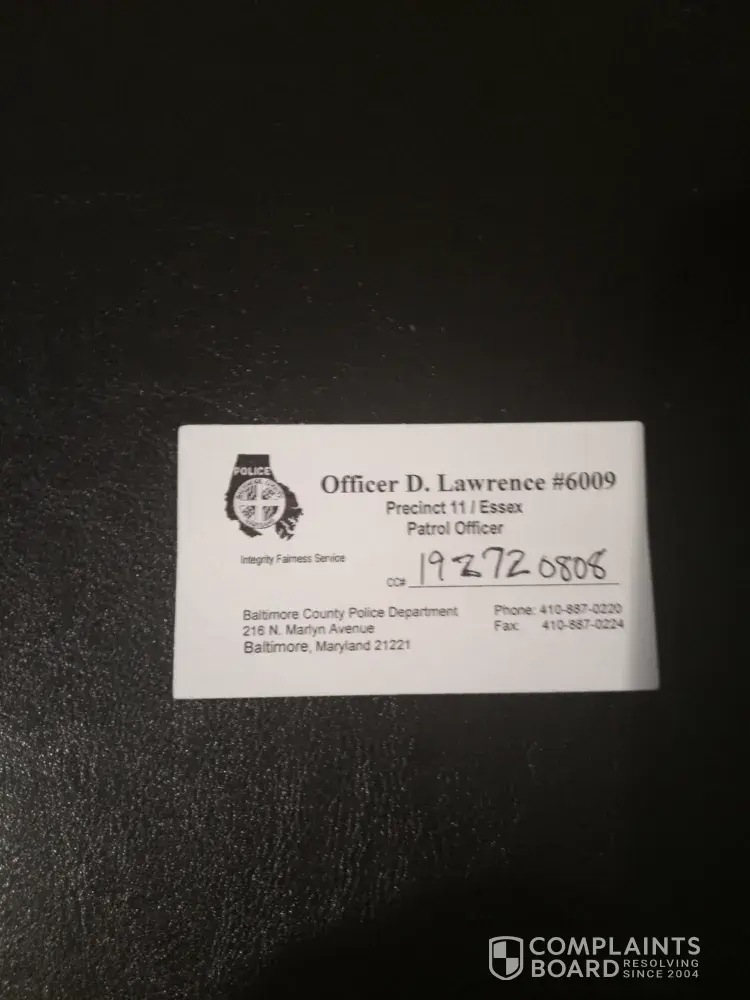 POLICE
Officer D. Lawrence #6009
Precinct 11 / Essex
Patrol Officer
Integrity Fairness Service
CC# 192720808
Baltimore County Police Department
216 N. Marlyn Avenue
Baltimore, Maryland 21221
Phone: 410-887-0220
Fax: 410-887-0224
COMPLAINTS
BOARD RESOLVING
SINCE 2004